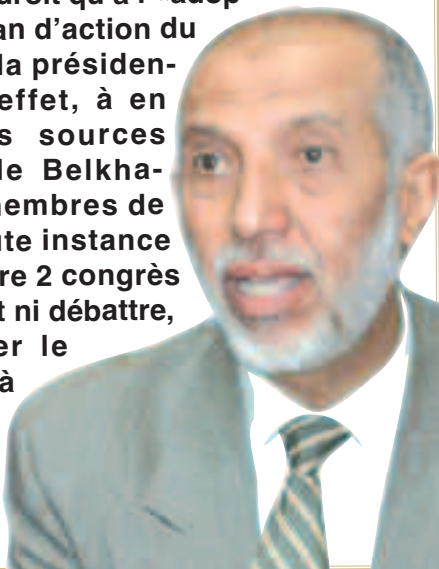 an d'action du
la présiden-
effet, à en
s sources
de Belkha-
membres de
ute instance
re 2 congrès
t ni débattre,
er le
à